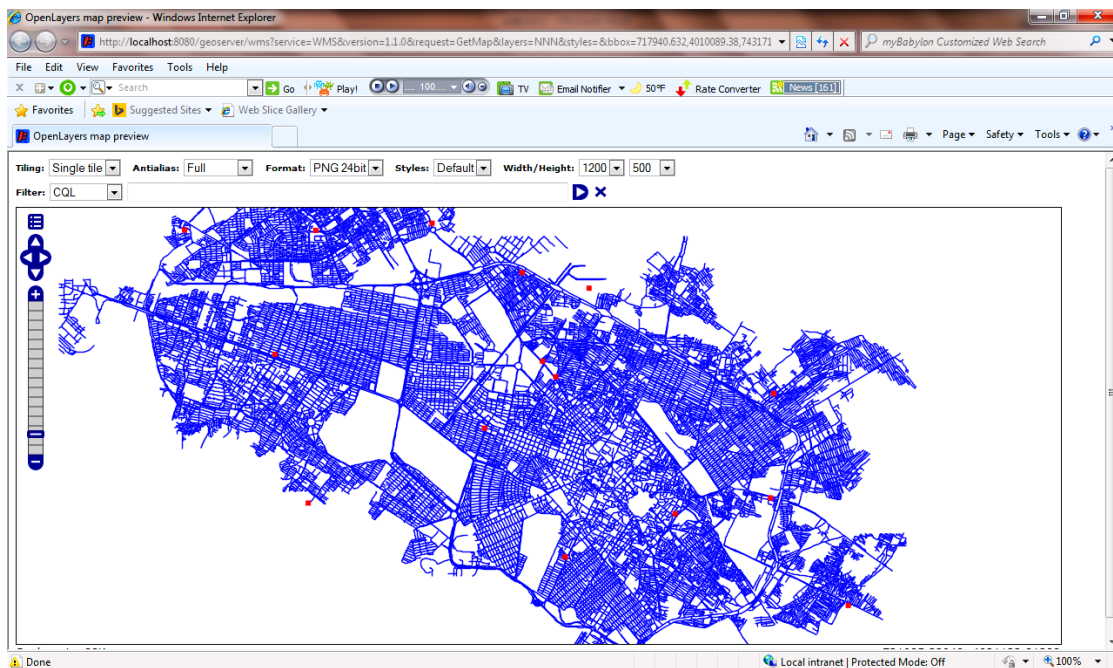 OpenLayers map preview - Windows Internet Explorer
http://localhost:8080/geoserver/wms?service=WMS&version=1.1.0&request=GetMap&layers=NNN&styles=&bbox=717940.632,4010089.38,743171
myBabylon Customized Web Search
File Edit View Favorites Tools Help
X Search Go Play! .... 100.... TV Email Notifier 50°F Rate Converter News [161]
Favorites Suggested Sites Web Slice Gallery
OpenLayers map preview Page Safety Tools
Tiling: Single tile Antialias: Full Format: PNG 24bit Styles: Default Width/Height: 1200 500
Filter: CQL
Done Local intranet | Protected Mode: Off 100%